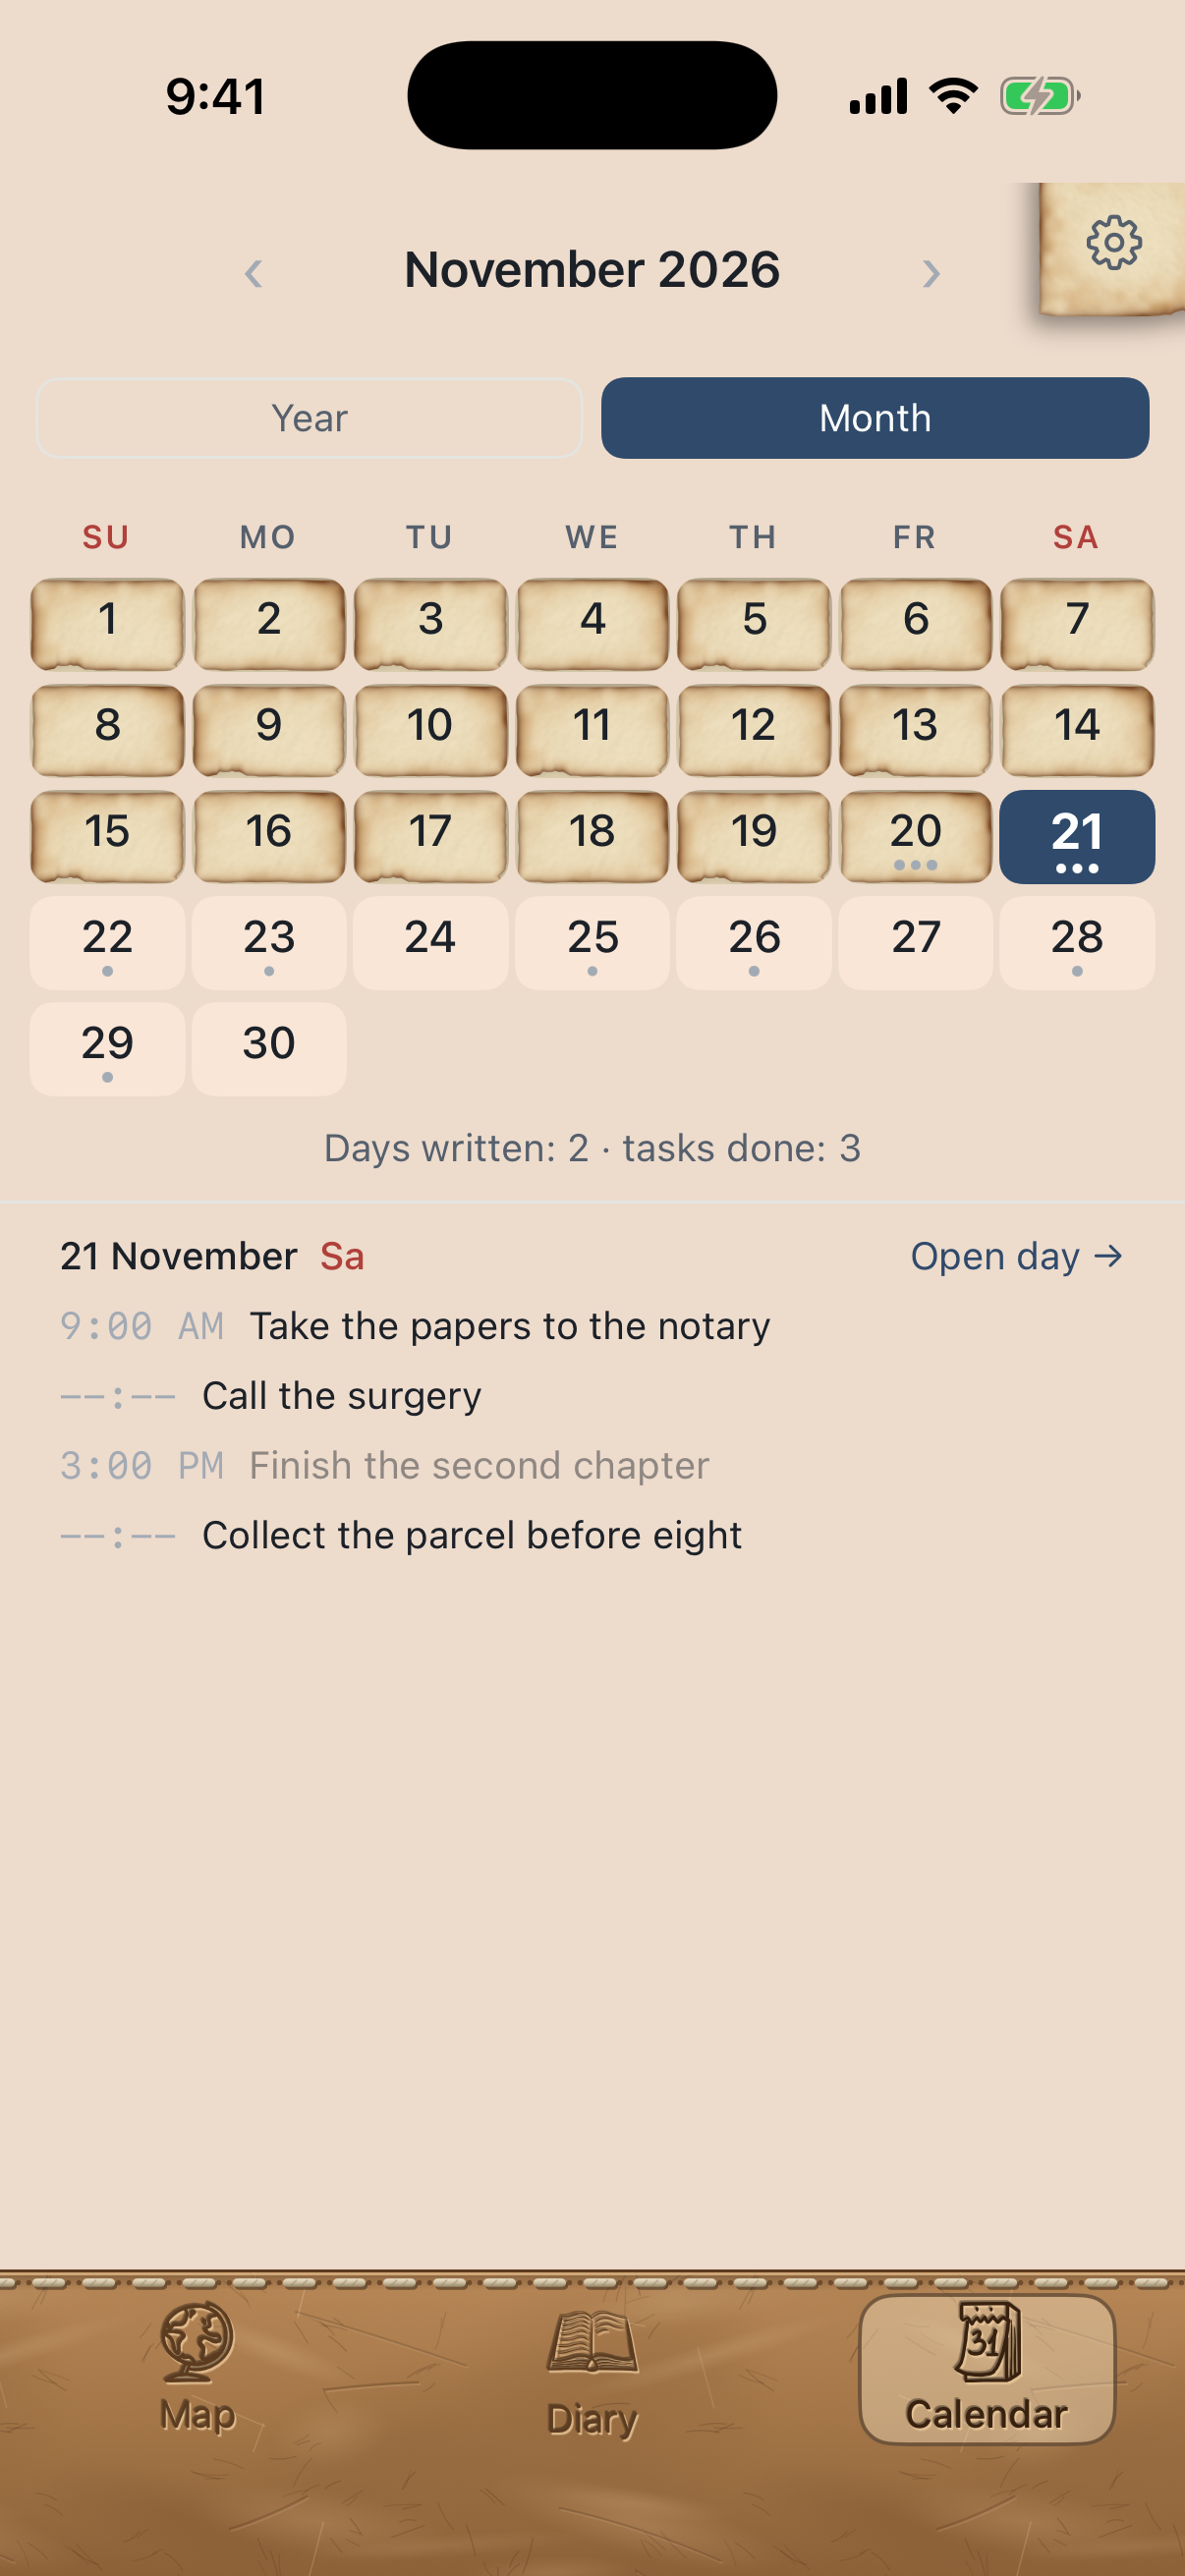 9:41
November 2026
Year Month
SU MO TU WE TH FR SA
1 2 3 4 5 6 7
8 9 10 11 12 13 14
15 16 17 18 19 20 21
22 23 24 25 26 27 28
29 30
Days written: 2 · tasks done: 3
21 November Sa Open day →
9:00 AM Take the papers to the notary
--:-- Call the surgery
3:00 PM Finish the second chapter
--:-- Collect the parcel before eight
31
Map Diary Calendar